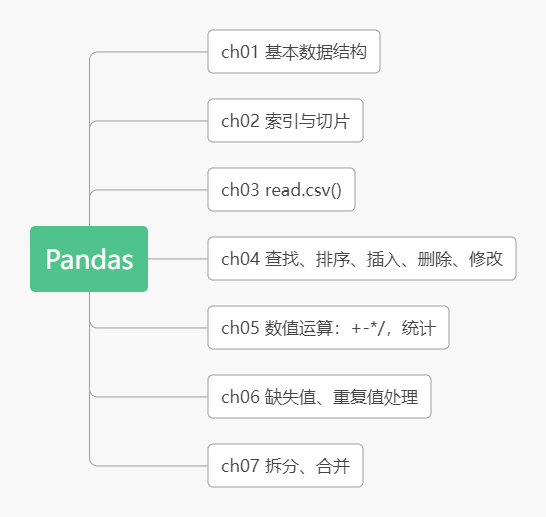 ch01 基本数据结构
ch02 索引与切片
ch03 read.csv()
Pandas
ch04 查找、排序、插入、删除、修改
ch05 数值运算：+-*/，统计
ch06 缺失值、重复值处理
ch07 拆分、合并